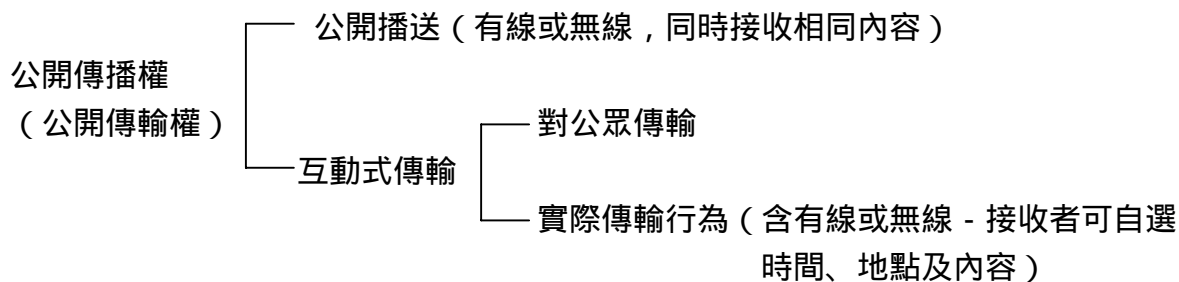 公開播送（有線或無線，同時接收相同內容）
公開傳播權
（公開傳輸權）
對公眾傳輸
互動式傳輸
實際傳輸行為（含有線或無線－接收者可自選
時間、地點及內容）